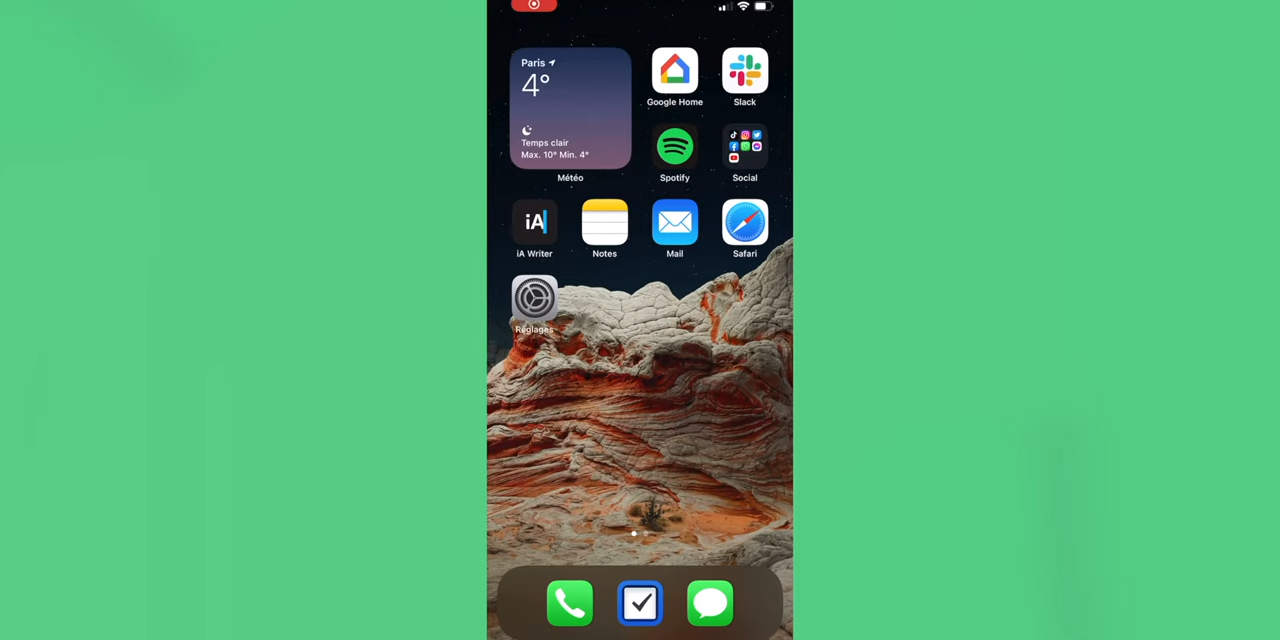 Paris
4°
Temps clair
Max. 10° Min. 4°
Météo
Google Home
Slack
Spotify
Social
iA
iA Writer
Notes
Mail
Safari
Réglages